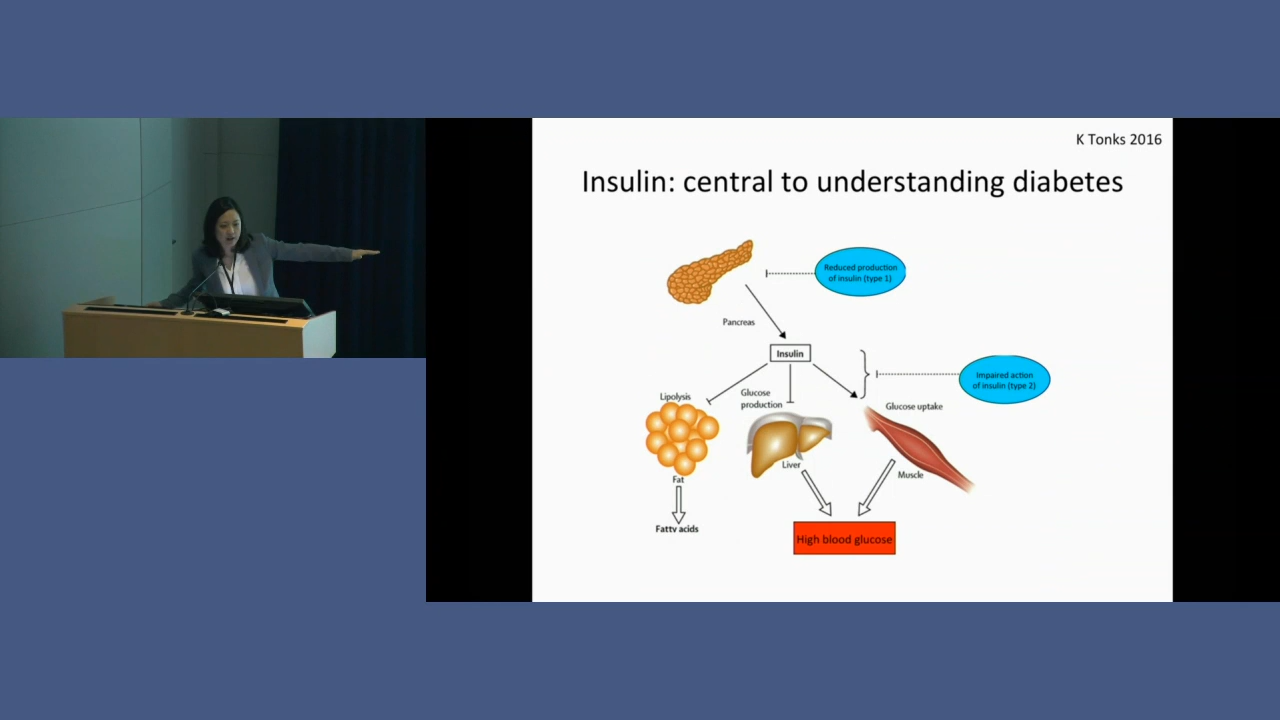 K Tonks 2016
Insulin: central to understanding diabetes
Reduced production
of insulin (type 1)
Pancreas
Insulin
Impaired action
of insulin (type 2)
Lipolysis
Glucose
production
Glucose uptake
Liver
Muscle
Fat
Fatty acids
High blood glucose